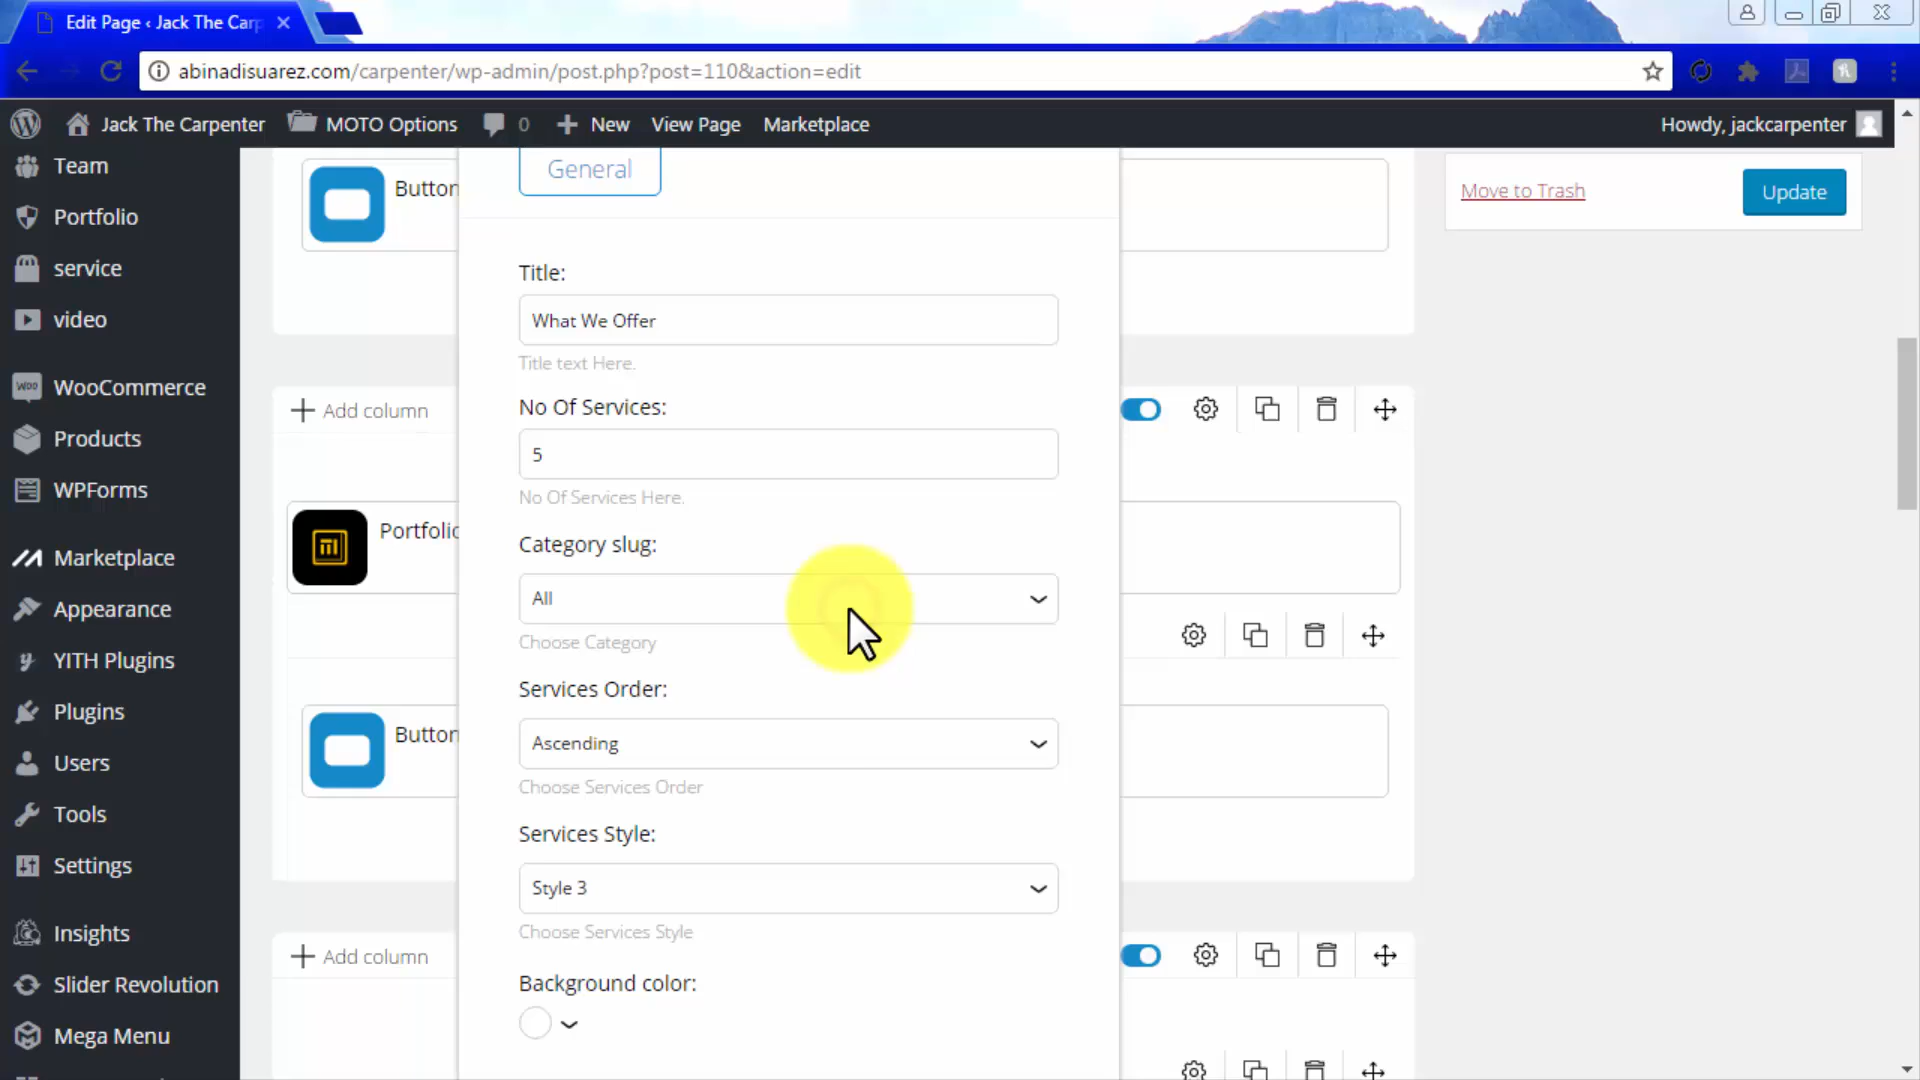 Edit Page ‹ Jack The Carp
abinadisuarez.com/carpenter/wp-admin/post.php?post=110&action=edit
Jack The Carpenter MOTO Options 0 New View Page Marketplace Howdy, jackcarpenter
Team
Portfolio
service
video
WooCommerce
Products
WPForms
Marketplace
Appearance
YITH Plugins
Plugins
Users
Tools
Settings
Insights
Slider Revolution
Mega Menu
Button
Add column
Portfolio
Button
Add column
General
Title:
What We Offer
Title text Here.
No Of Services:
5
No Of Services Here.
Category slug:
All
Choose Category
Services Order:
Ascending
Choose Services Order
Services Style:
Style 3
Choose Services Style
Background color:
Move to Trash Update